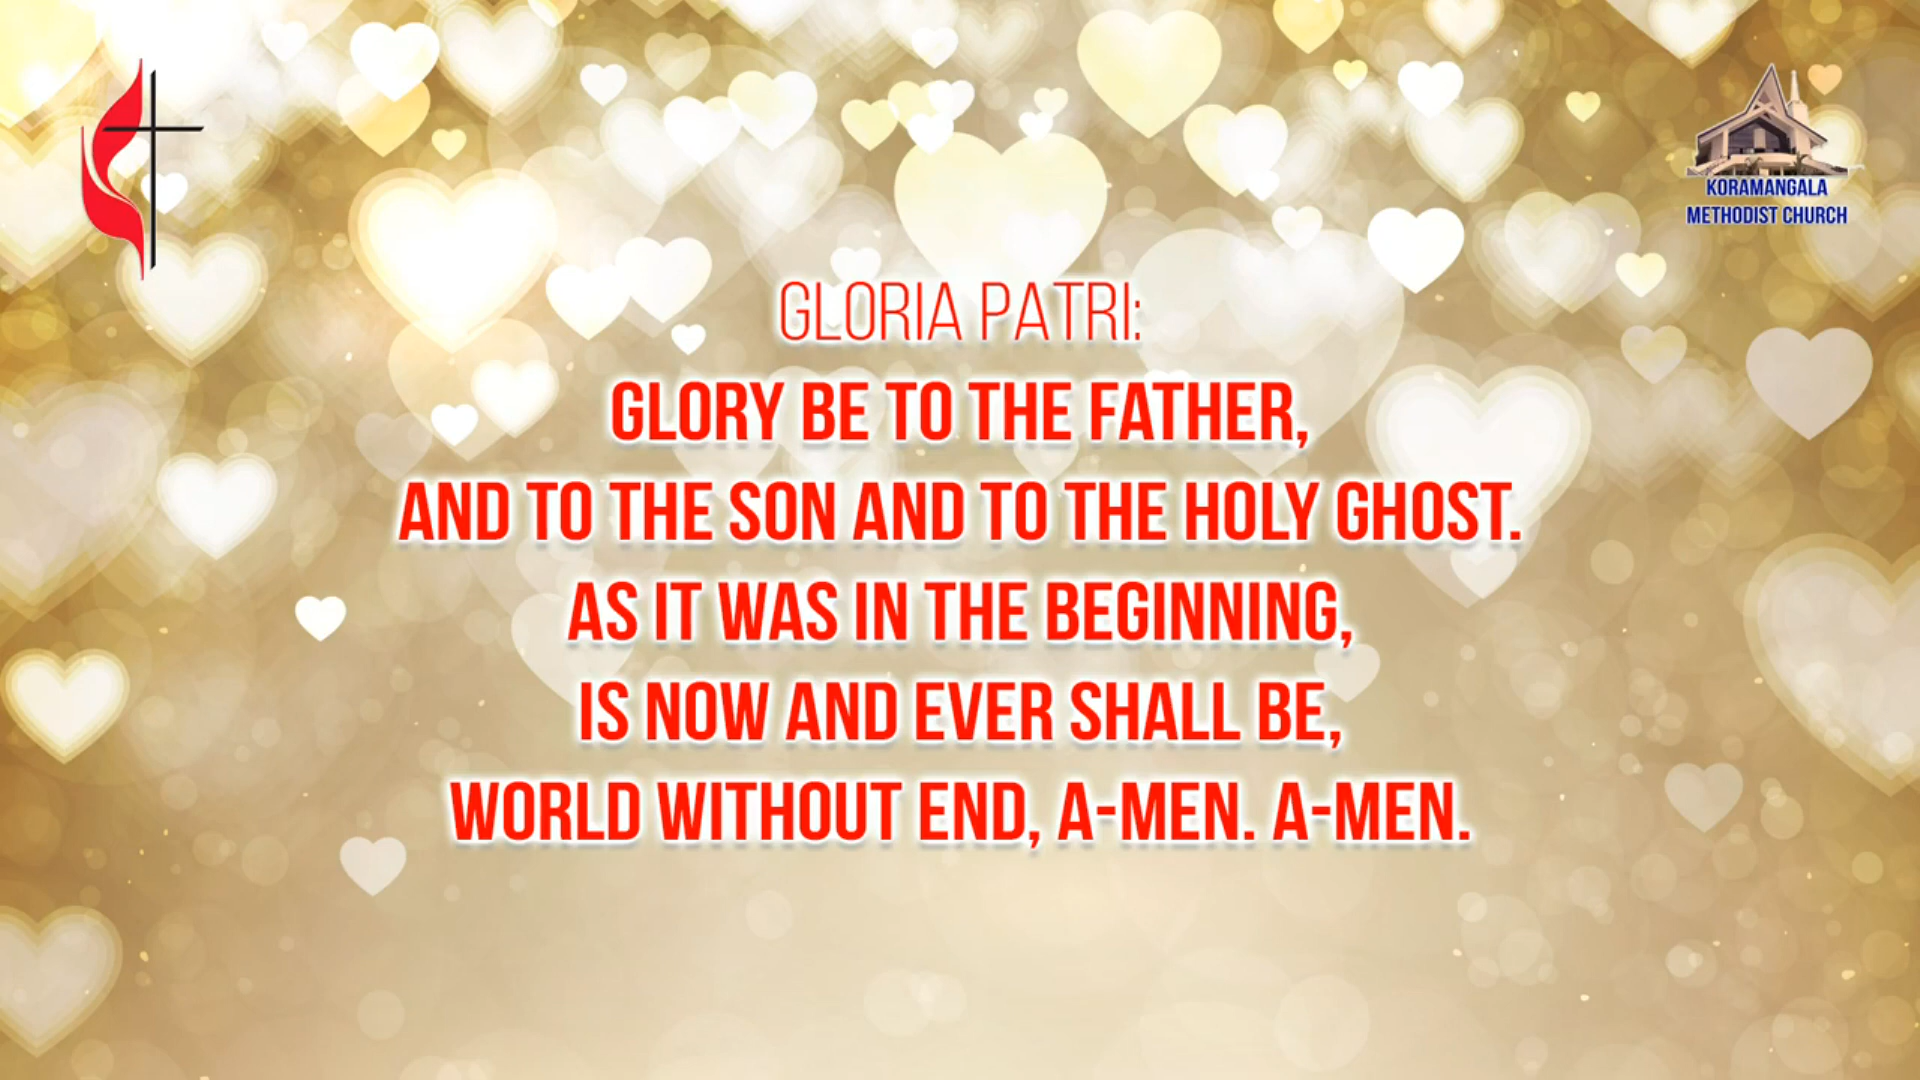 KORAMANGALA
METHODIST CHURCH
GLORIA PATRI:
GLORY BE TO THE FATHER,
AND TO THE SON AND TO THE HOLY GHOST.
AS IT WAS IN THE BEGINNING,
IS NOW AND EVER SHALL BE,
WORLD WITHOUT END, A-MEN. A-MEN.